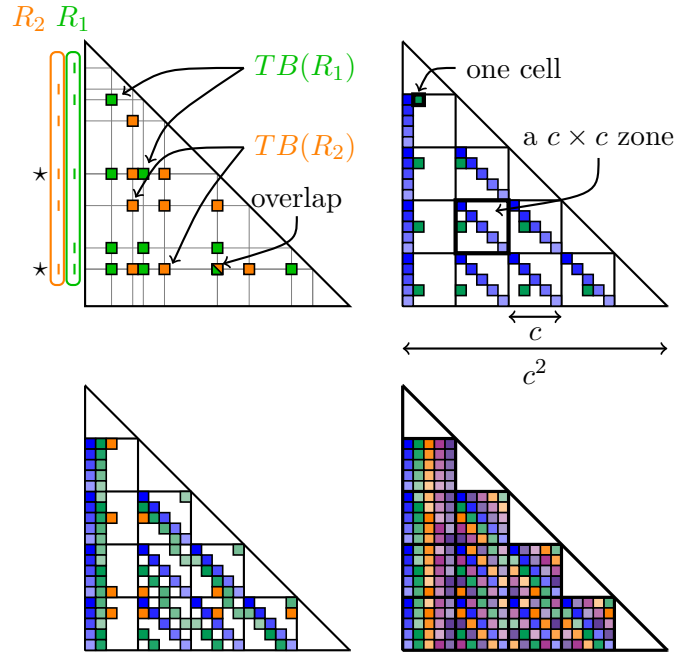 R₂ R₁
TB(R₁)
TB(R₂)
overlap
⋆
⋆
one cell
a c × c zone
c
c²